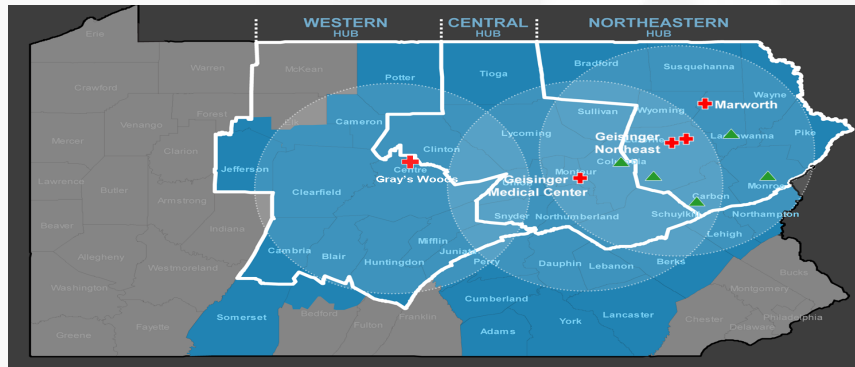 WESTERN
HUB
CENTRAL
HUB
NORTHEASTERN
HUB
Erie
Warren
McKean
Potter
Tioga
Bradford
Susquehanna
Crawford
Wayne
Forest
Cameron
Sullivan
Wyoming
Marworth
Venango
Clinton
Lycoming
Mercer
Geisinger
Northeast
Lackawanna
Pike
Clarion
Jefferson
Centre
Gray's Woods
Columbia
Montour
Lawrence
Butler
Clearfield
Geisinger
Medical Center
Monroe
Armstrong
Carbon
Beaver
Indiana
Snyder
Northumberland
Schuylkill
Northampton
Mifflin
Lehigh
Allegheny
Cambria
Blair
Juniata
Westmoreland
Huntingdon
Perry
Dauphin
Lebanon
Berks
Bucks
Washington
Montgomery
Cumberland
Somerset
Bedford
Franklin
Lancaster
Chester
Philadelphia
Fayette
Fulton
York
Delaware
Greene
Adams